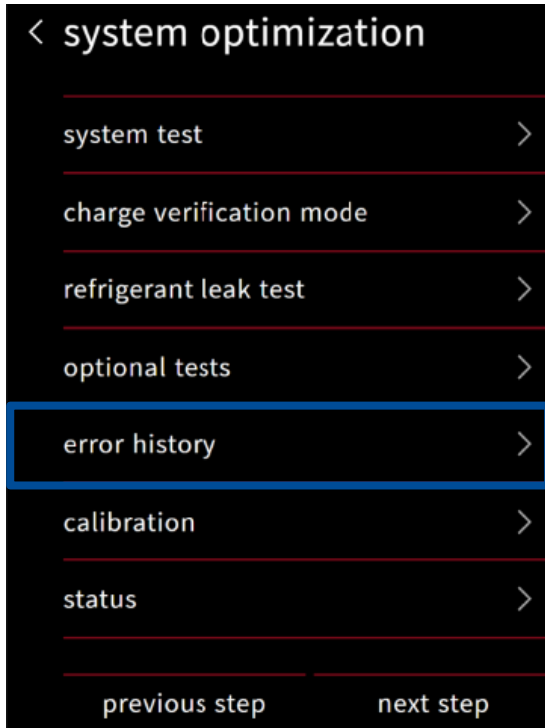 < system optimization
system test >
charge verification mode >
refrigerant leak test >
optional tests >
error history >
calibration >
status >
previous step next step